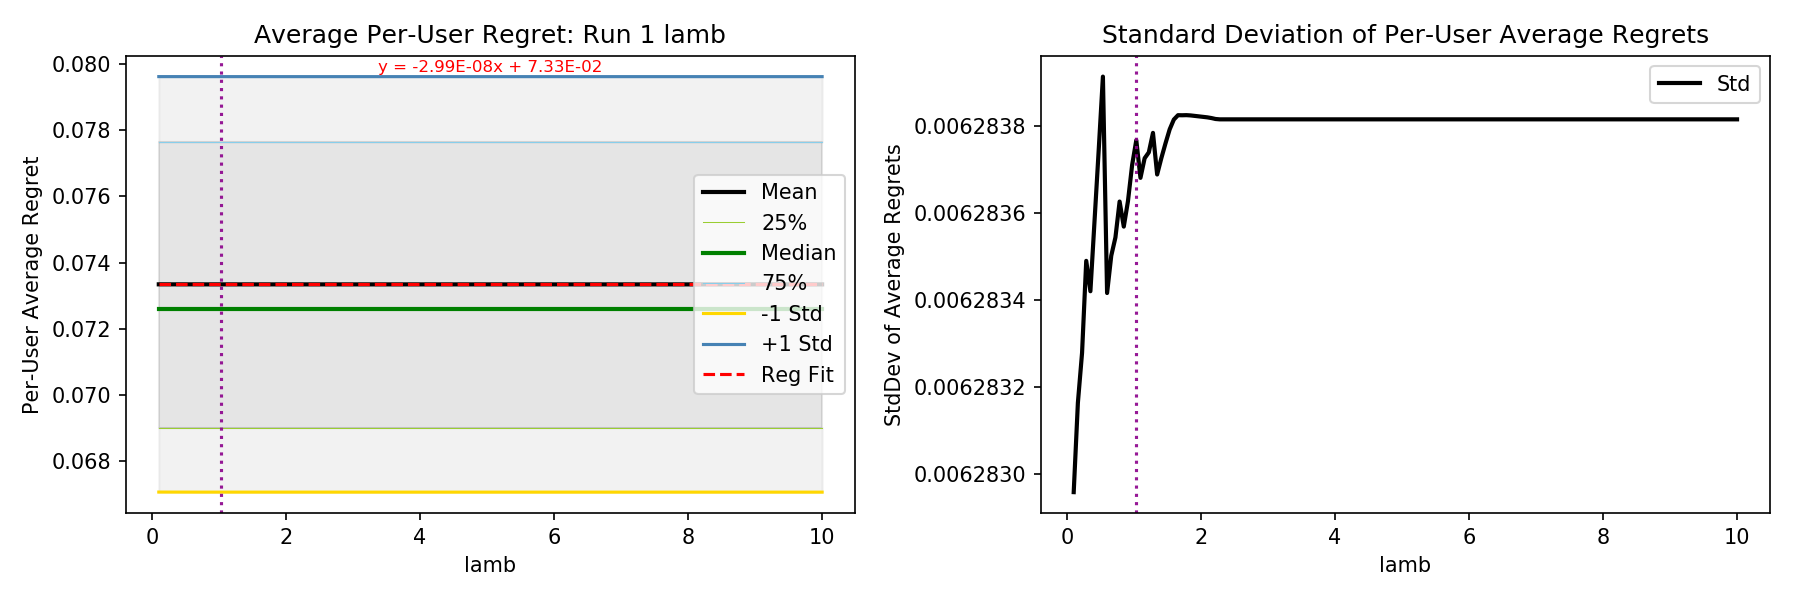 Average Per-User Regret: Run 1 lamb
y = -2.99E-08x + 7.33E-02
Per-User Average Regret
0.080
0.078
0.076
0.074
0.072
0.070
0.068
Mean
25%
Median
75%
-1 Std
+1 Std
Reg Fit
0 2 4 6 8 10
lamb
Standard Deviation of Per-User Average Regrets
Std
StdDev of Average Regrets
0.0062838
0.0062836
0.0062834
0.0062832
0.0062830
0 2 4 6 8 10
lamb